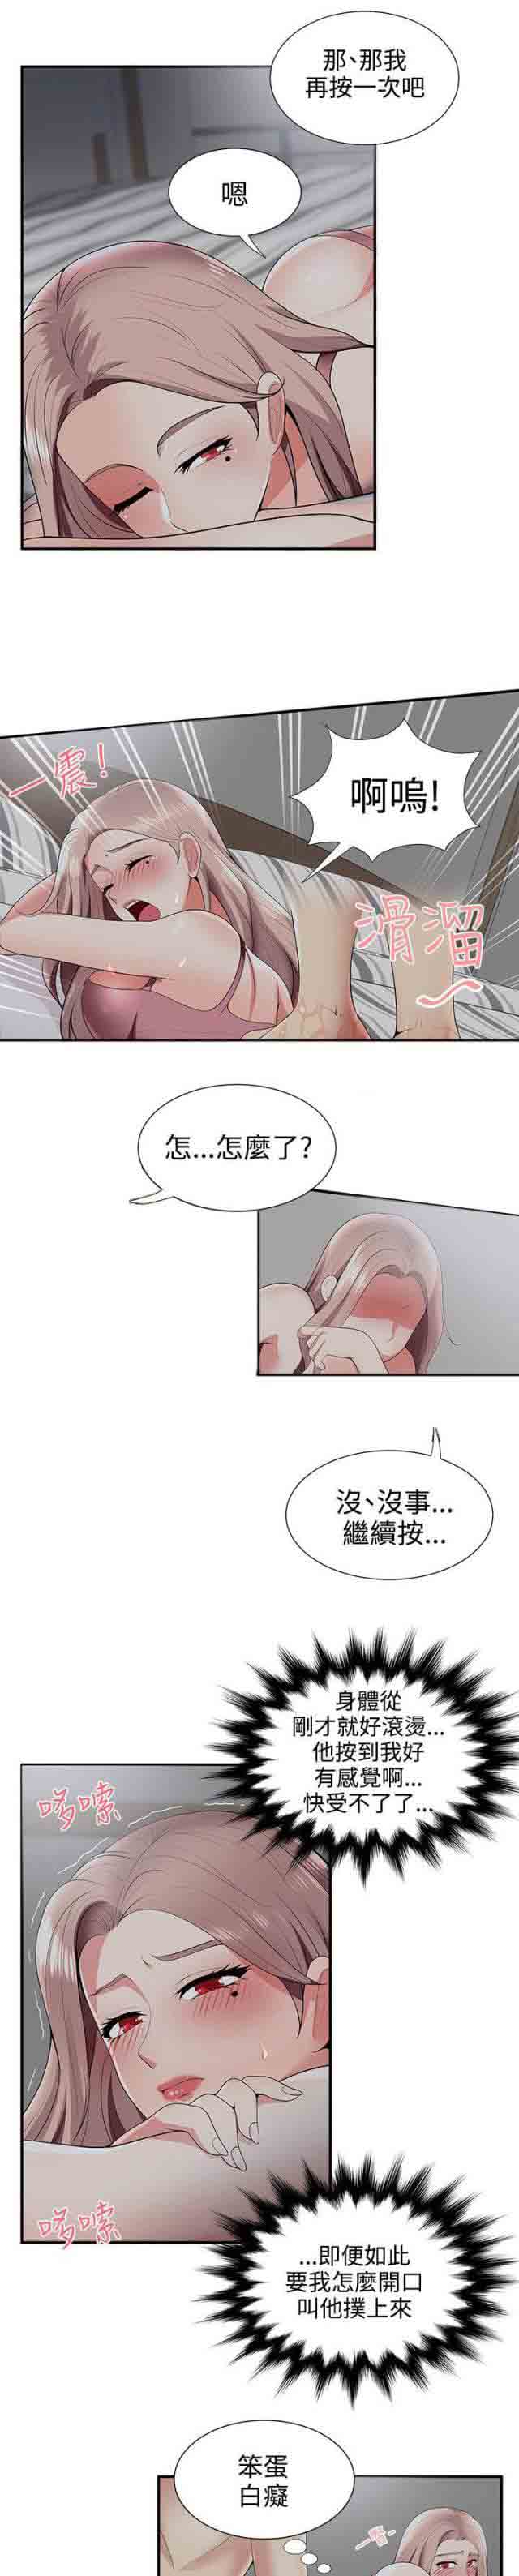 那、那我
再按一次吧
嗯
一震!
啊嗚!
滑溜~
怎...怎麼了?
沒、沒事...
繼續按...
身體從
剛才就好滾燙...
他按到我好
有感覺啊...
快受不了了...
哆嗦
哆嗦
...即便如此
要我怎麼開口
叫他撲上來
笨蛋
白癡
一震~